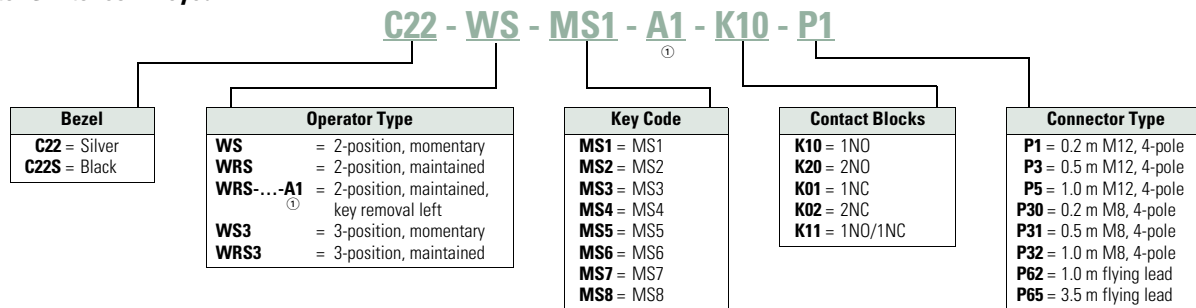 C22 - WS - MS1 - A1 - K10 - P1
①
Bezel
C22 = Silver
C22S = Black
Operator Type
WS = 2-position, momentary
WRS = 2-position, maintained
WRS-...-A1 = 2-position, maintained,
① key removal left
WS3 = 3-position, momentary
WRS3 = 3-position, maintained
Key Code
MS1 = MS1
MS2 = MS2
MS3 = MS3
MS4 = MS4
MS5 = MS5
MS6 = MS6
MS7 = MS7
MS8 = MS8
Contact Blocks
K10 = 1NO
K20 = 2NO
K01 = 1NC
K02 = 2NC
K11 = 1NO/1NC
Connector Type
P1 = 0.2 m M12, 4-pole
P3 = 0.5 m M12, 4-pole
P5 = 1.0 m M12, 4-pole
P30 = 0.2 m M8, 4-pole
P31 = 0.5 m M8, 4-pole
P32 = 1.0 m M8, 4-pole
P62 = 1.0 m flying lead
P65 = 3.5 m flying lead